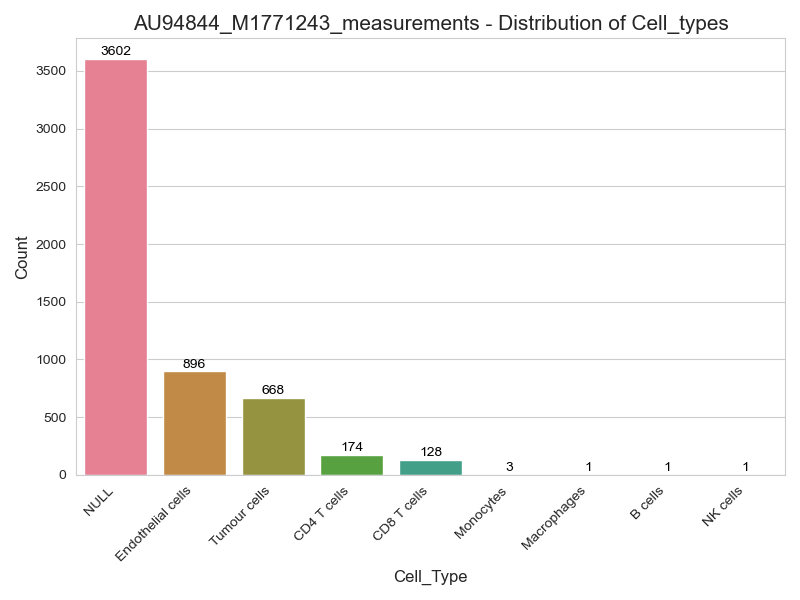 AU94844_M1771243_measurements - Distribution of Cell_types
3602
896
668
174
128
3
1
1
1
3500
3000
2500
2000
1500
1000
500
0
Count
NULL
Endothelial cells
Tumour cells
CD4 T cells
CD8 T cells
Monocytes
Macrophages
B cells
NK cells
Cell_Type